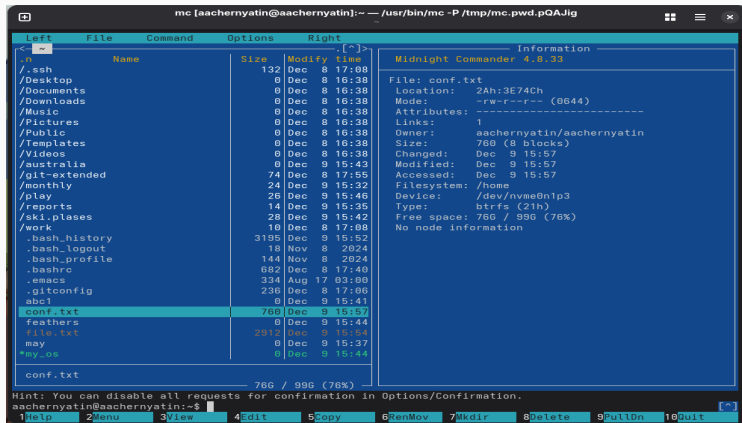 mc [aachernyatin@aachernyatin]:~ — /usr/bin/mc -P /tmp/mc.pwd.pQAJig
~
Left File Command Options Right
<- ~ .[^]>
.n Name Size Modify time
/.ssh 132 Dec 8 17:08
/Desktop 0 Dec 8 16:38
/Documents 0 Dec 8 16:38
/Downloads 0 Dec 8 16:38
/Music 0 Dec 8 16:38
/Pictures 0 Dec 8 16:38
/Public 0 Dec 8 16:38
/Templates 0 Dec 8 16:38
/Videos 0 Dec 8 16:38
/australia 0 Dec 9 15:43
/git-extended 74 Dec 8 17:55
/monthly 24 Dec 9 15:32
/play 26 Dec 9 15:46
/reports 14 Dec 9 15:35
/ski.plases 28 Dec 9 15:42
/work 10 Dec 8 17:08
.bash_history 3195 Dec 9 15:52
.bash_logout 18 Nov 8 2024
.bash_profile 144 Nov 8 2024
.bashrc 682 Dec 8 17:40
.emacs 334 Aug 17 03:00
.gitconfig 236 Dec 8 17:06
abc1 0 Dec 9 15:41
conf.txt 760 Dec 9 15:57
feathers 0 Dec 9 15:44
file.txt 2912 Dec 9 15:54
may 0 Dec 9 15:37
*my_os 0 Dec 9 15:44
conf.txt
76G / 99G (76%)
Information
Midnight Commander 4.8.33
File: conf.txt
Location: 2Ah:3E74Ch
Mode: -rw-r--r-- (0644)
Attributes: ------------------------
Links: 1
Owner: aachernyatin/aachernyatin
Size: 760 (8 blocks)
Changed: Dec 9 15:57
Modified: Dec 9 15:57
Accessed: Dec 9 15:57
Filesystem: /home
Device: /dev/nvme0n1p3
Type: btrfs (21h)
Free space: 76G / 99G (76%)
No node information
Hint: You can disable all requests for confirmation in Options/Confirmation.
aachernyatin@aachernyatin:~$ [^]
1Help 2Menu 3View 4Edit 5Copy 6RenMov 7Mkdir 8Delete 9PullDn 10Quit